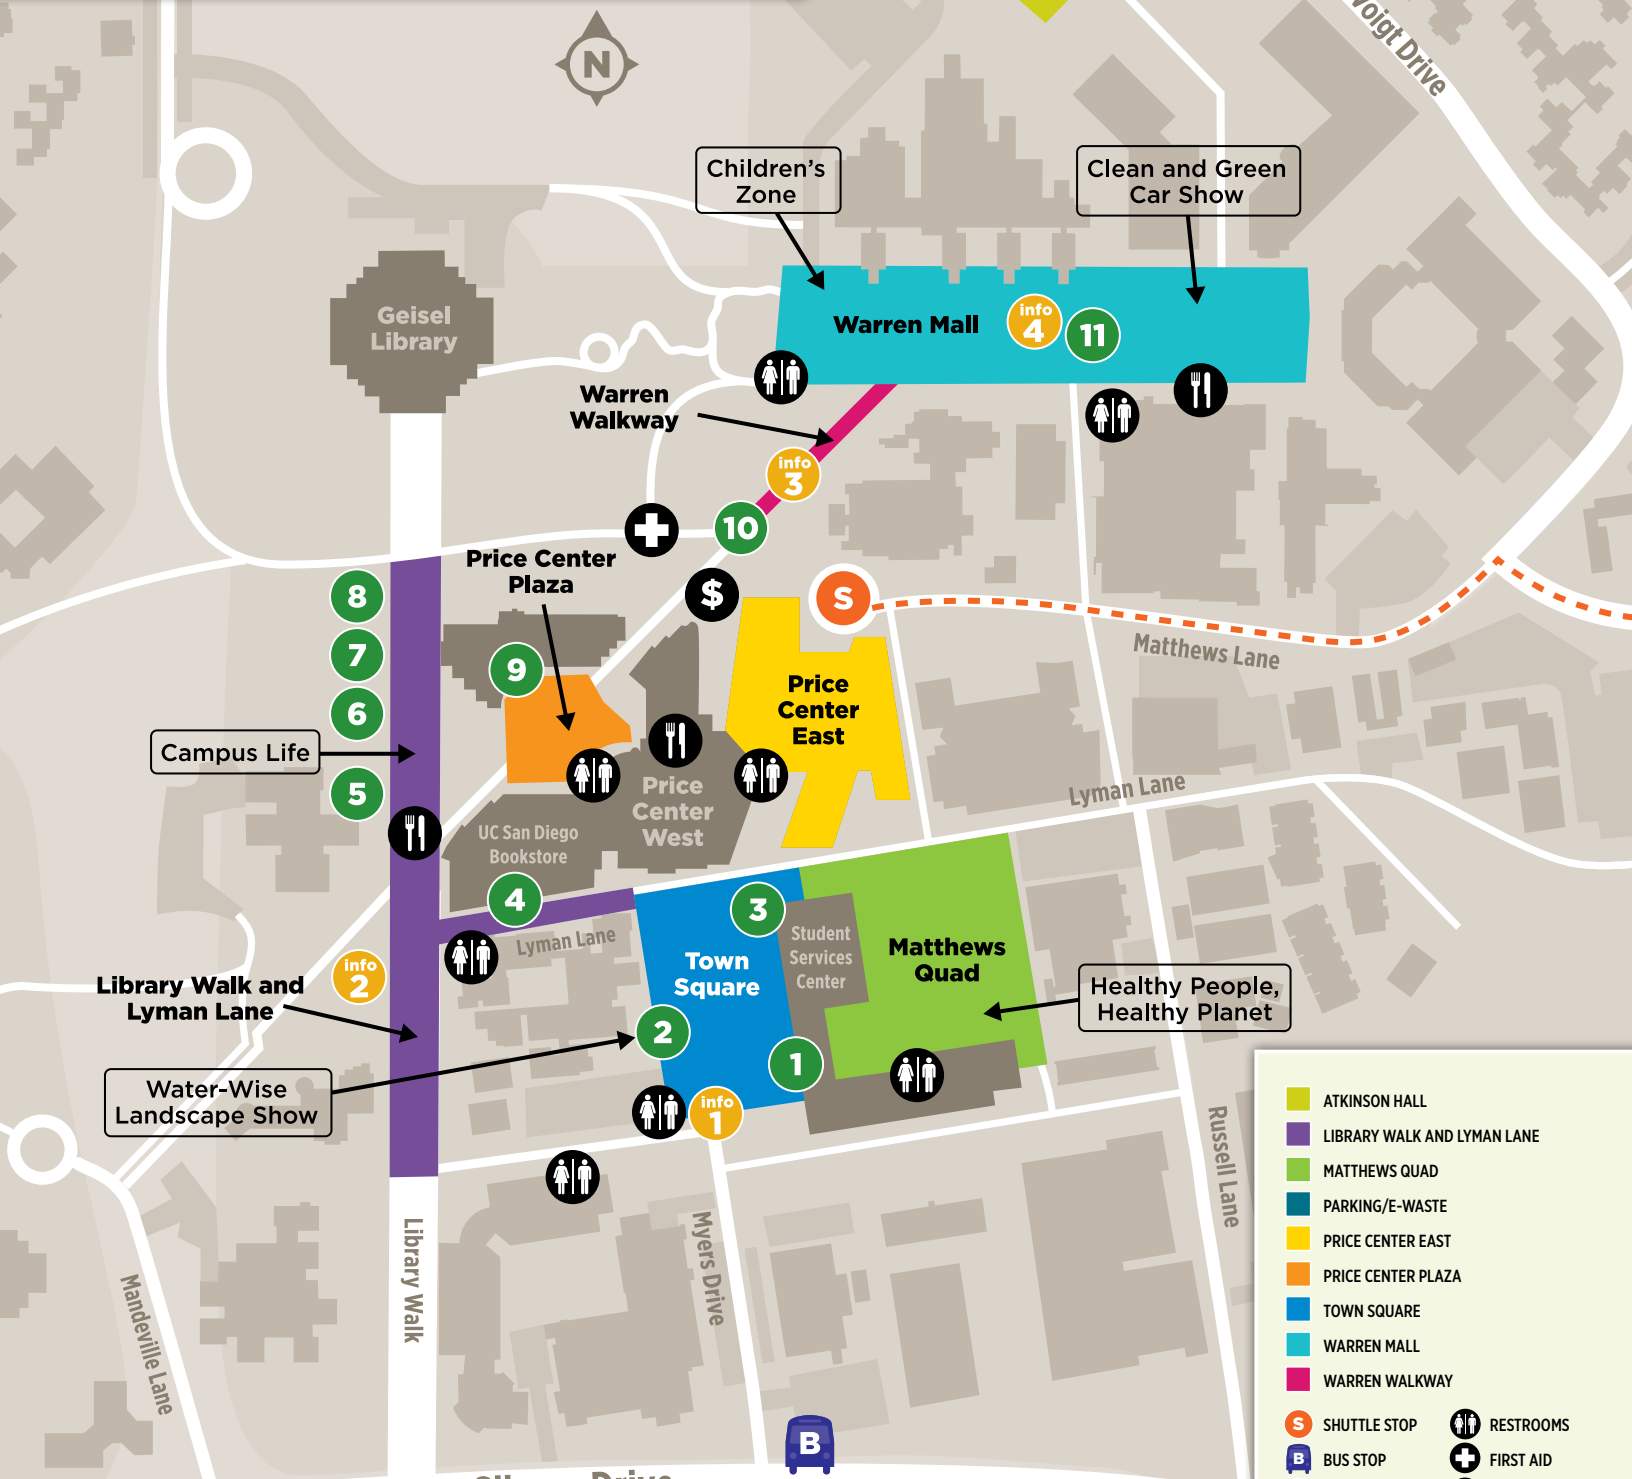 Voigt Drive
N
Children's
Zone
Clean and Green
Car Show
Geisel
Library
Warren Mall
info
4
11
Warren
Walkway
info
3
10
Price Center
Plaza
$
S
8
7
6
5
9
Matthews Lane
Price
Center
East
Campus Life
Price
Center
West
Lyman Lane
UC San Diego
Bookstore
4
3
Lyman Lane
Student
Services
Center
Matthews
Quad
Town
Square
info
2
Library Walk and
Lyman Lane
Healthy People,
Healthy Planet
2
1
Water-Wise
Landscape Show
info
1
Russell Lane
Library Walk
Myers Drive
Mandeville Lane
B
Drive
ATKINSON HALL
LIBRARY WALK AND LYMAN LANE
MATTHEWS QUAD
PARKING/E-WASTE
PRICE CENTER EAST
PRICE CENTER PLAZA
TOWN SQUARE
WARREN MALL
WARREN WALKWAY
S SHUTTLE STOP
RESTROOMS
B BUS STOP
FIRST AID